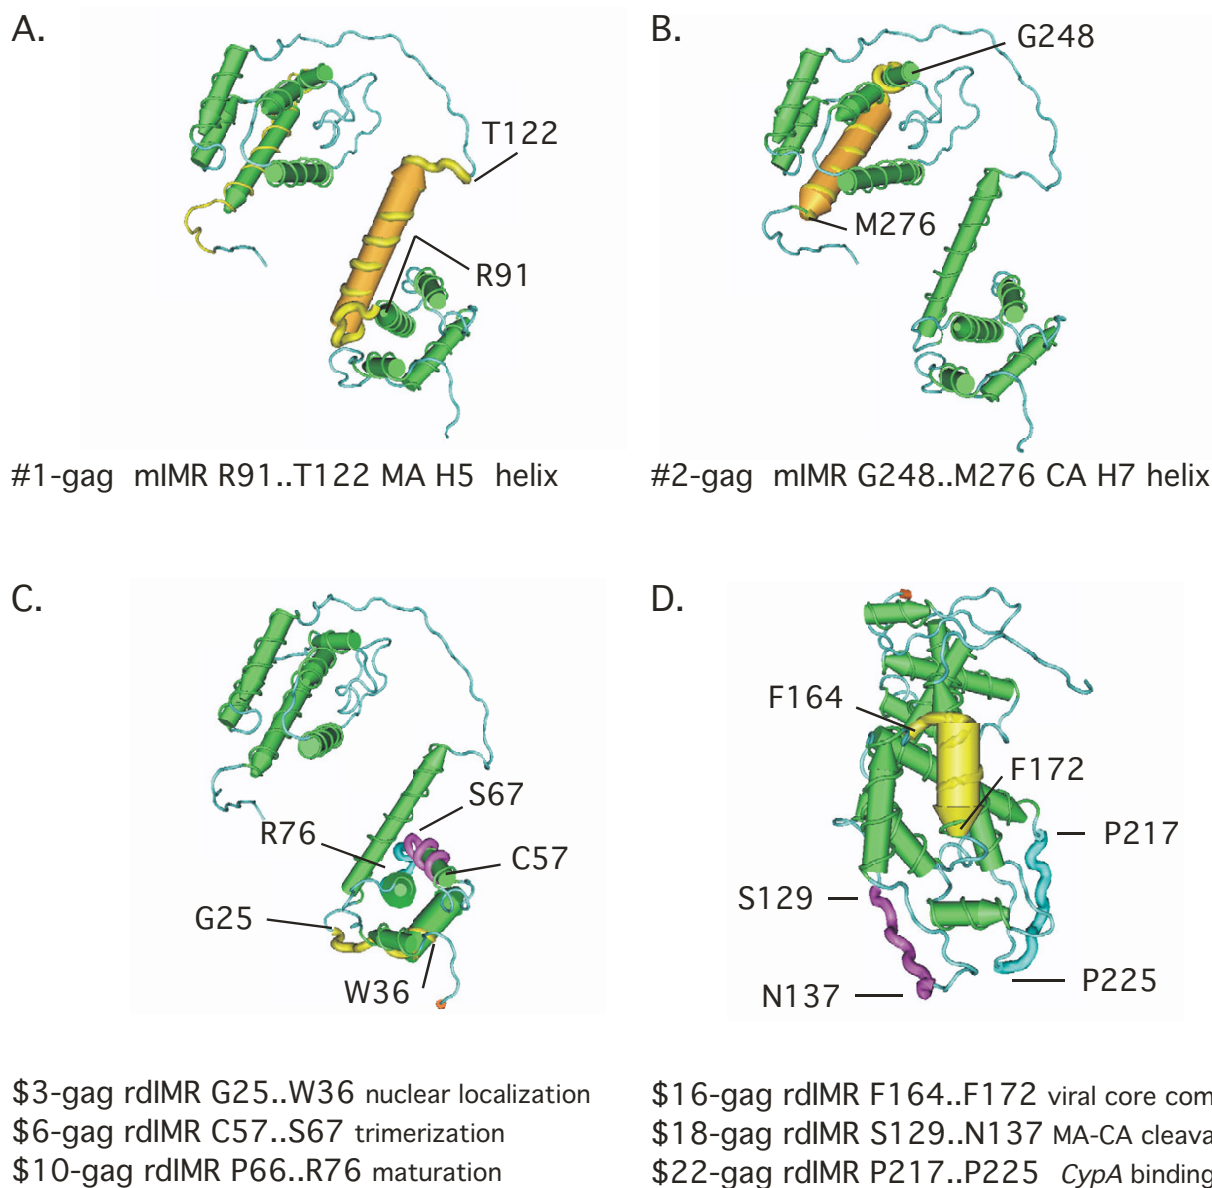 A.
T122
R91
#1-gag mIMR R91..T122 MA H5 helix
B.
G248
M276
#2-gag mIMR G248..M276 CA H7 helix
C.
S67
R76
C57
G25
W36
$3-gag rdIMR G25..W36 nuclear localization
$6-gag rdIMR C57..S67 trimerization
$10-gag rdIMR P66..R76 maturation
D.
F164
F172
P217
S129
P225
N137
$16-gag rdIMR F164..F172 viral core com
$18-gag rdIMR S129..N137 MA-CA cleava
$22-gag rdIMR P217..P225 CypA binding